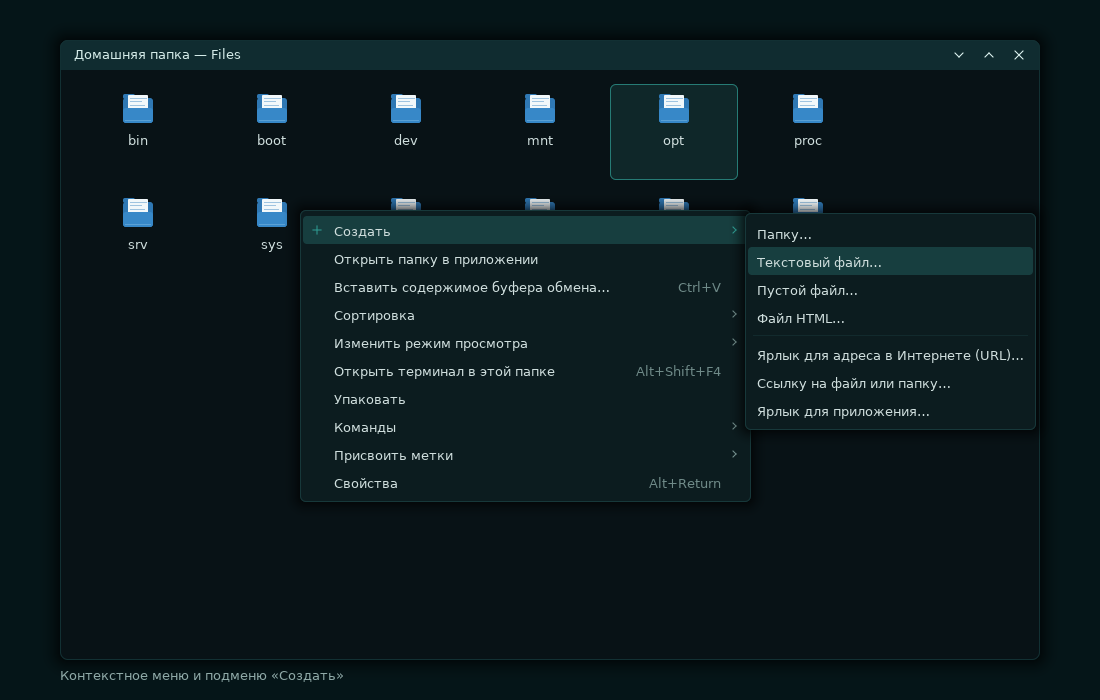 Домашняя папка — Files
bin
boot
dev
mnt
opt
proc
srv
sys
Создать
Открыть папку в приложении
Вставить содержимое буфера обмена... Ctrl+V
Сортировка
Изменить режим просмотра
Открыть терминал в этой папке Alt+Shift+F4
Упаковать
Команды
Присвоить метки
Свойства Alt+Return
Папку...
Текстовый файл...
Пустой файл...
Файл HTML...
Ярлык для адреса в Интернете (URL)...
Ссылку на файл или папку...
Ярлык для приложения...
Контекстное меню и подменю «Создать»